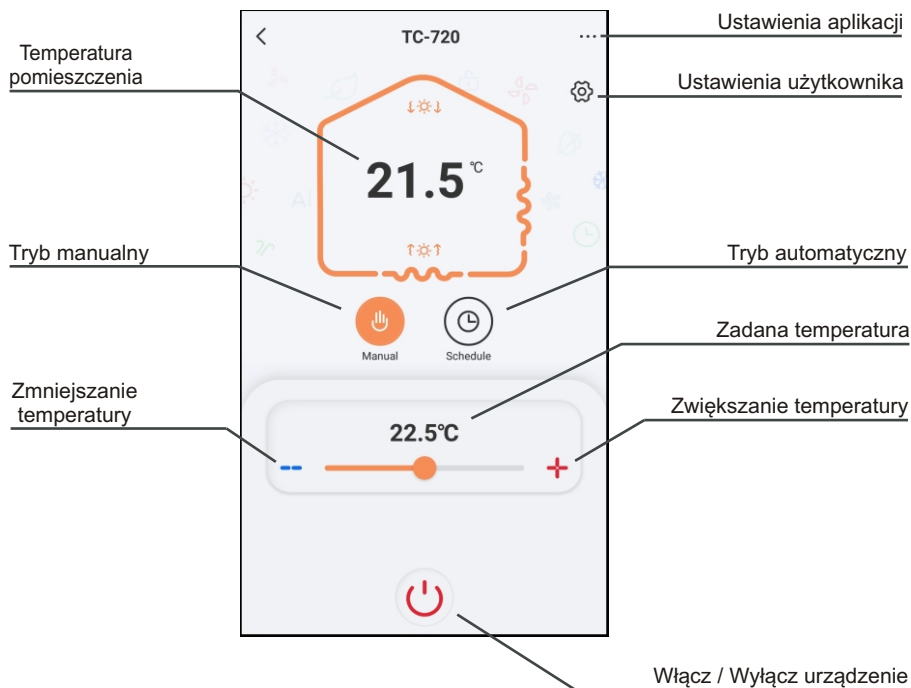 Ustawienia aplikacji
TC-720
Temperatura
pomieszczenia
Ustawienia użytkownika
21.5 °C
Tryb manualny
Tryb automatyczny
Manual
Schedule
Zadana temperatura
Zmniejszanie
temperatury
Zwiększanie temperatury
22.5°C
Włącz / Wyłącz urządzenie